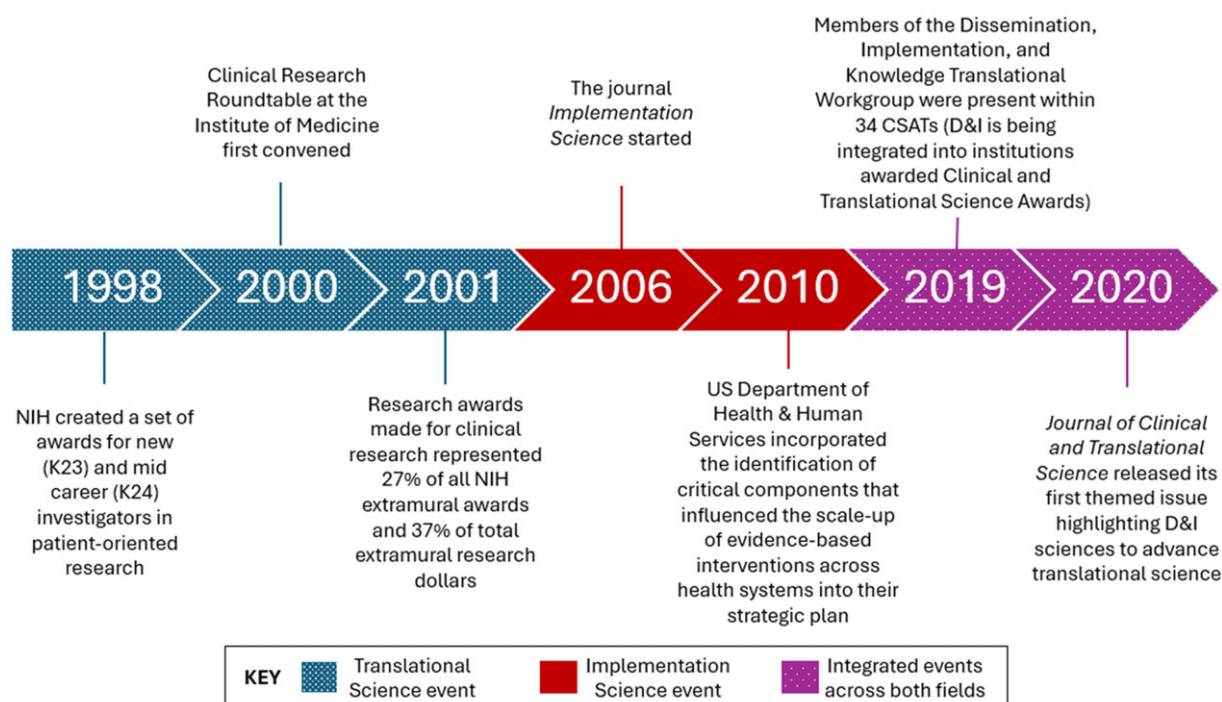 Clinical Research
Roundtable at the
Institute of Medicine
first convened
The journal
Implementation
Science started
Members of the Dissemination,
Implementation, and
Knowledge Translational
Workgroup were present within
34 CSATs (D&I is being
integrated into institutions
awarded Clinical and
Translational Science Awards)
1998
2000
2001
2006
2010
2019
2020
NIH created a set of
awards for new
(K23) and mid
career (K24)
investigators in
patient-oriented
research
Research awards
made for clinical
research represented
27% of all NIH
extramural awards
and 37% of total
extramural research
dollars
US Department of
Health & Human
Services incorporated
the identification of
critical components that
influenced the scale-up
of evidence-based
interventions across
health systems into their
strategic plan
Journal of Clinical
and Translational
Science released its
first themed issue
highlighting D&I
sciences to advance
translational science
KEY
Translational
Science event
Implementation
Science event
Integrated events
across both fields